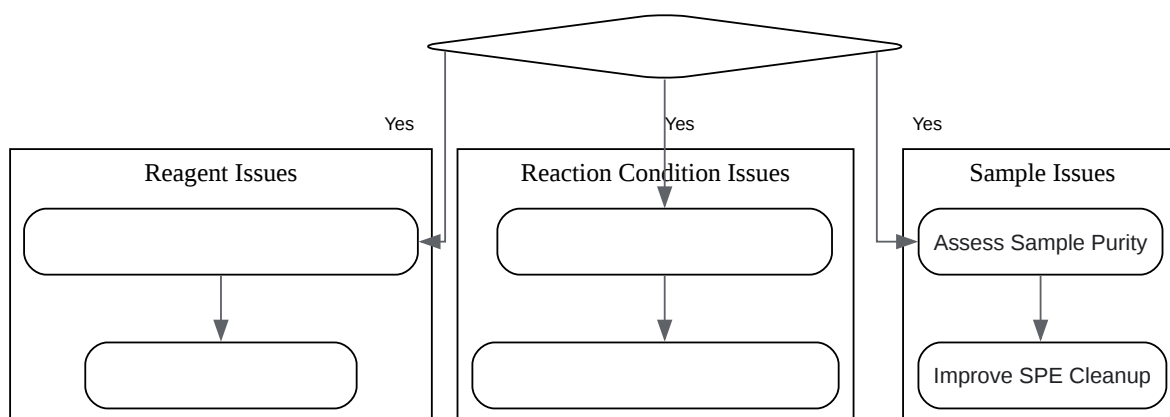 Yes
Yes
Yes
Reagent Issues
Reaction Condition Issues
Sample Issues
Assess Sample Purity
Improve SPE Cleanup